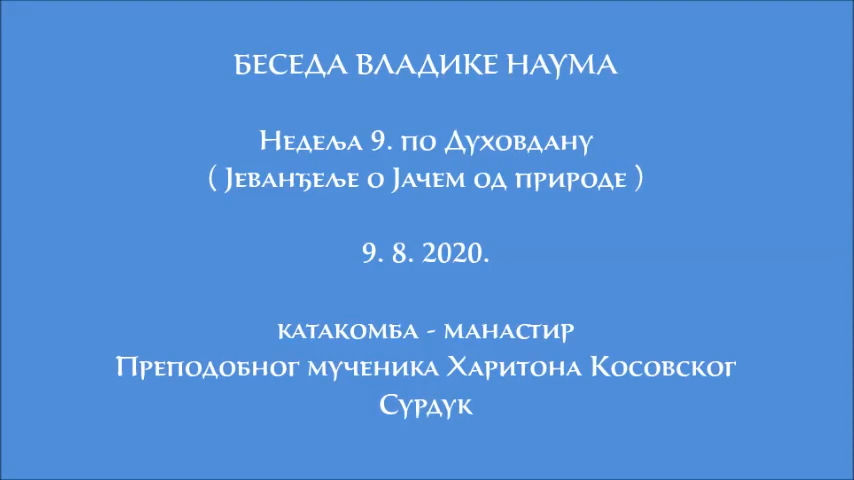 БЕСЕДА ВЛАДИКЕ НАУМА
Недеља 9. по Духовдану
( Јеванђеље о Јачем од природе )
9. 8. 2020.
катакомба - манастир
Преподобног мученика Харитона Косовског
Сурдук